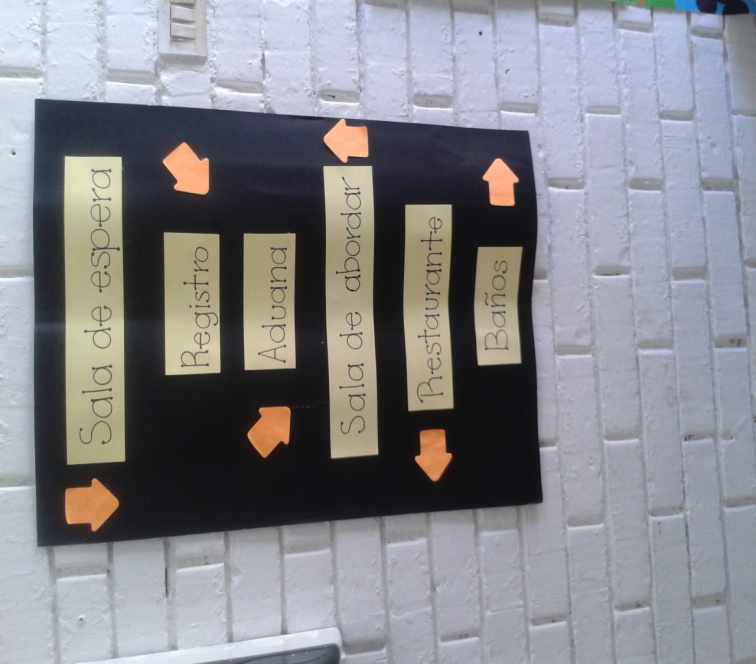 Sala de espera
Registro
Aduana
Sala de abordar
Restaurante
Baños